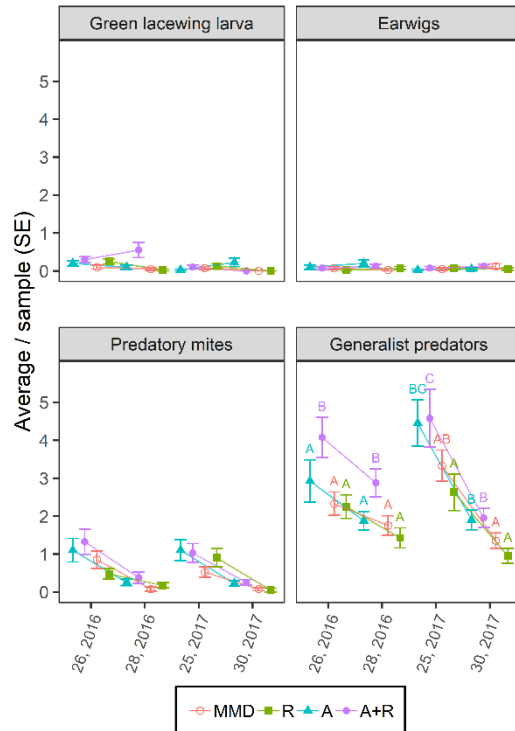 Green lacewing larva
Earwigs
Average / sample (SE)
5
4
3
2
1
0
Predatory mites
Generalist predators
5
4
3
2
1
0
A
B
A
A
A
B
A
A
BC
C
AB
A
B
B
A
A
26, 2016
28, 2016
25, 2017
30, 2017
26, 2016
28, 2016
25, 2017
30, 2017
MMD R A A+R